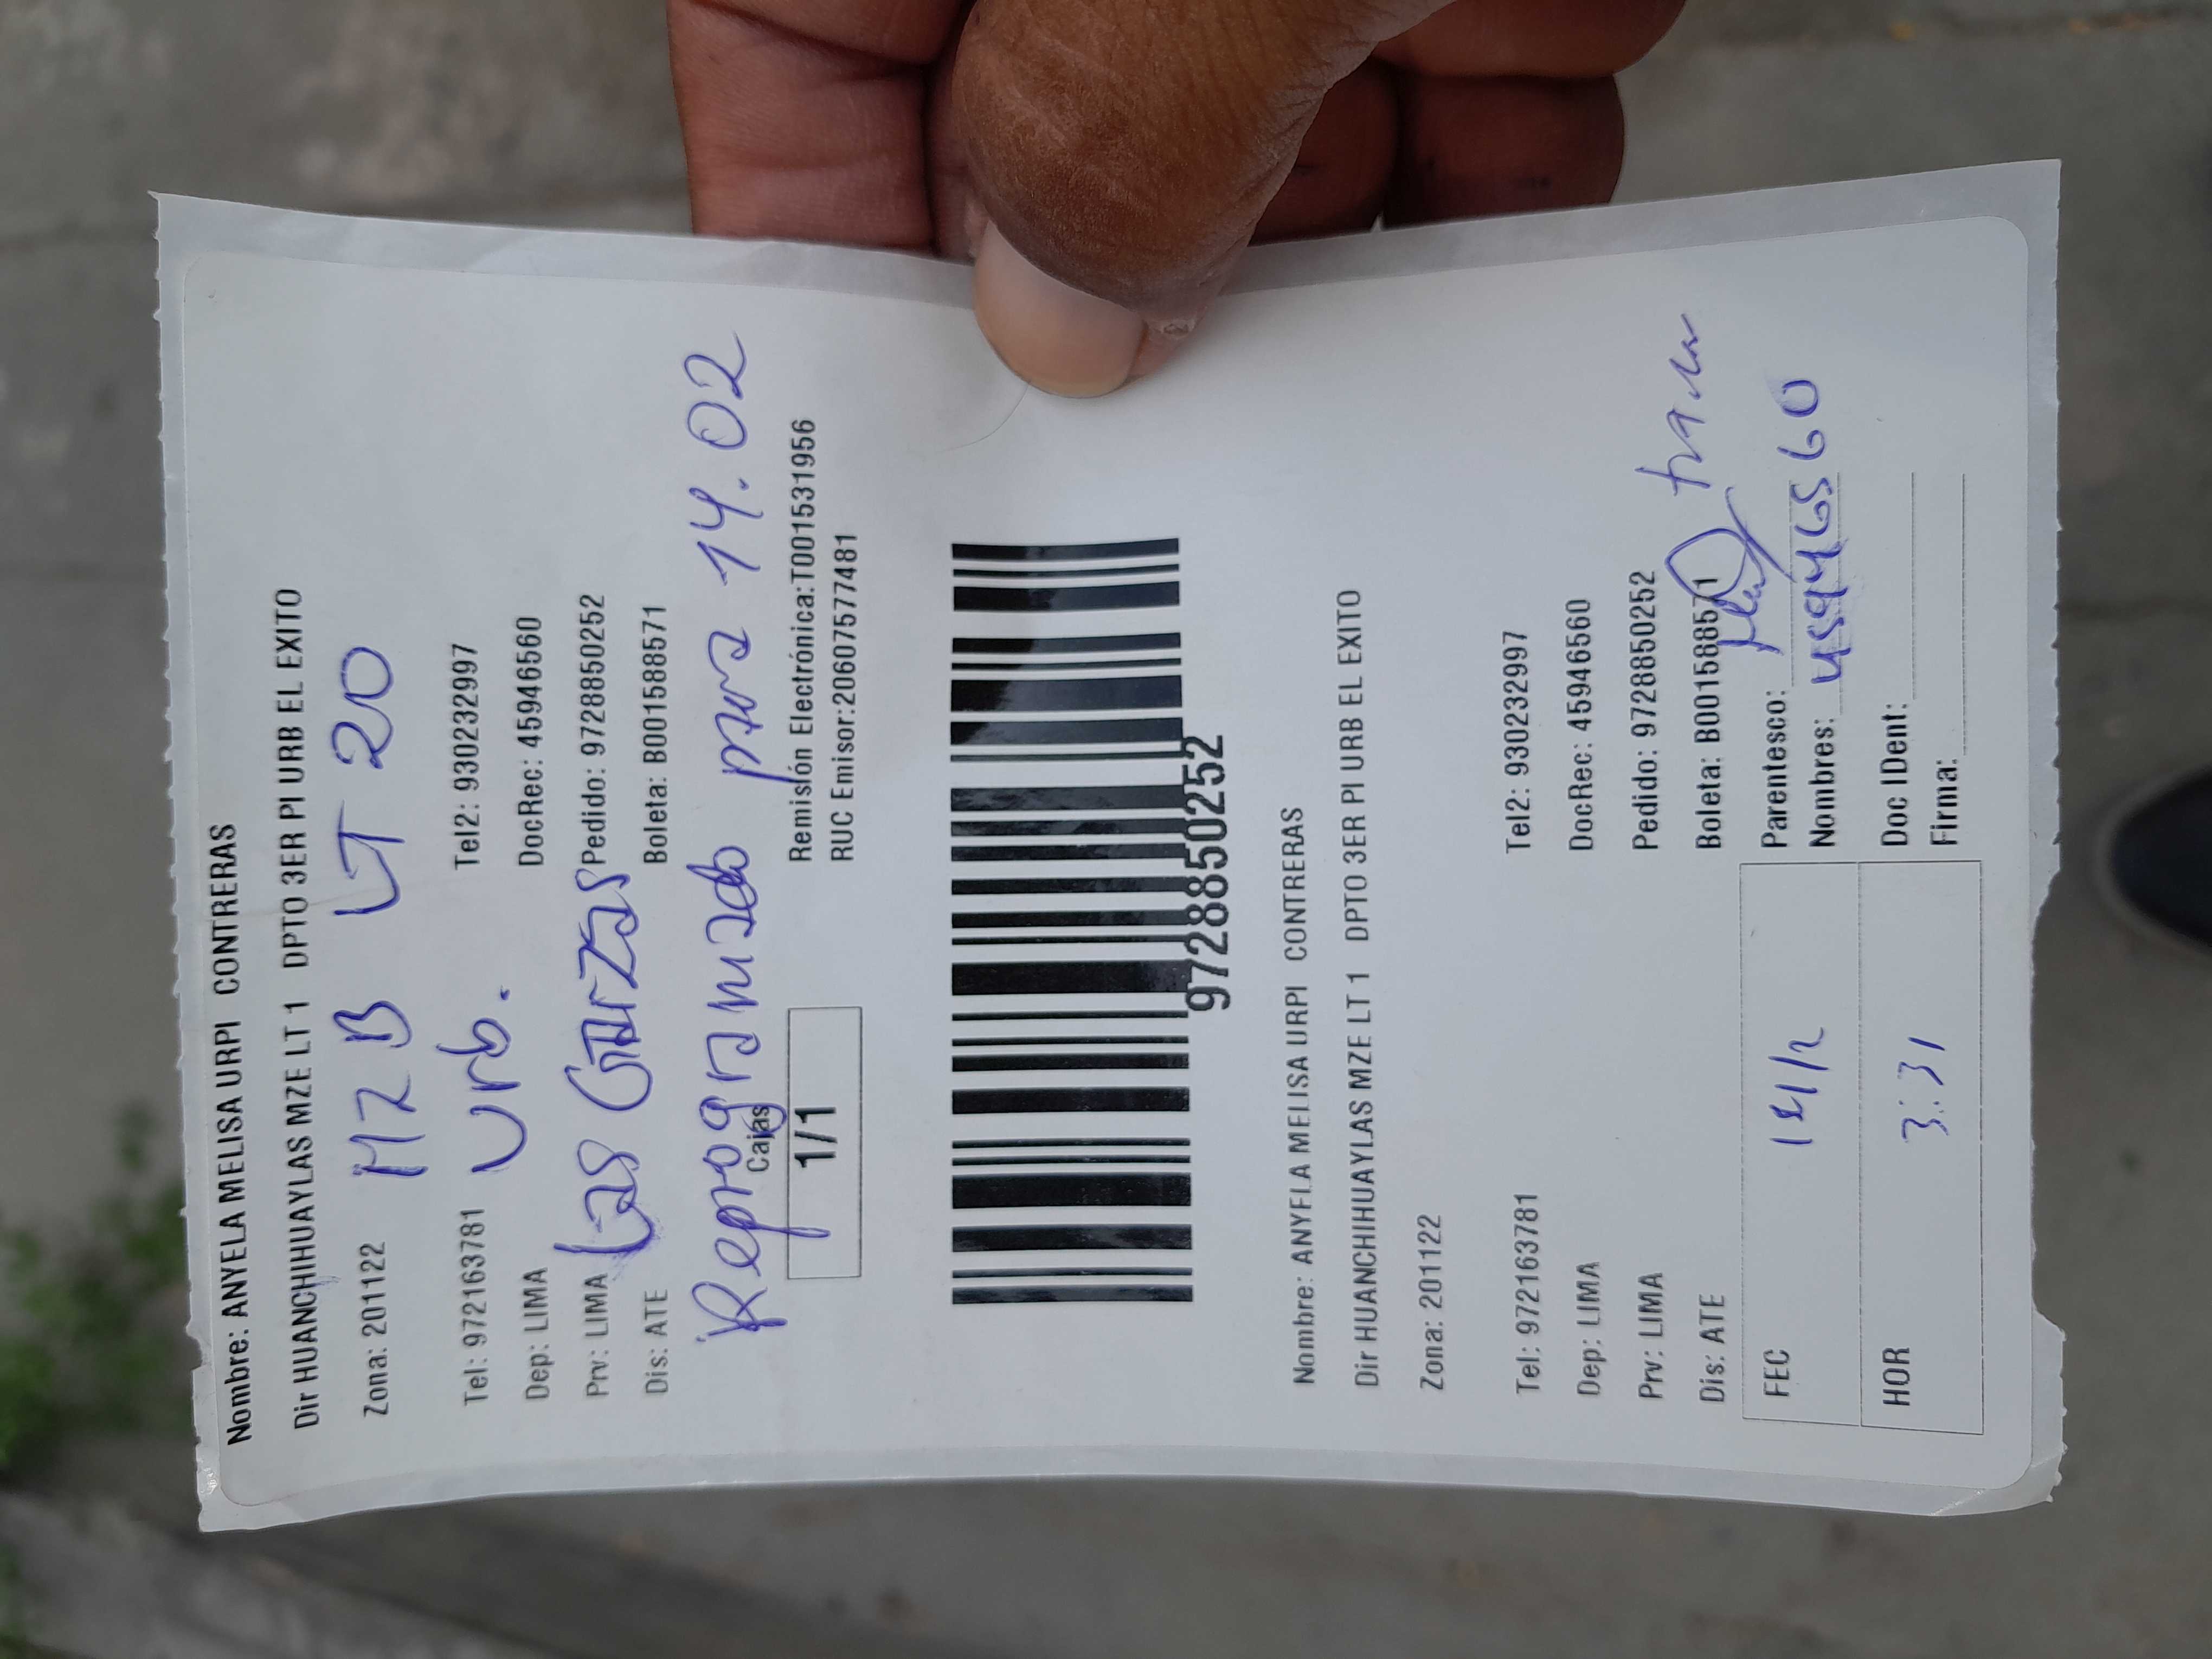 Nombre: ANYELA MELISA URPI CONTRERAS
Dir HUANCHIHUAYLAS MZE LT 1 DPTO 3ER PI URB EL EXITO
Zona: 201122 MZ B LT 20
Tel: 972163781 Urb. Tel2: 930232997
Dep: LIMA DocRec: 45946560
Prv: LIMA Las Garzas Pedido: 9728850252
Dis: ATE Boleta: B001588571
Reprogramado para 14.02
Cajas Remisión Electrónica:T001531956
1/1 RUC Emisor:20607577481
9728850252
Nombre: ANYELA MELISA URPI CONTRERAS
Dir HUANCHIHUAYLAS MZE LT 1 DPTO 3ER PI URB EL EXITO
Zona: 201122
Tel: 972163781 Tel2: 930232997
Dep: LIMA DocRec: 45946560
Prv: LIMA Pedido: 9728850252
Dis: ATE Boleta: B001588571
FEC 14/2 Parentesco:
Nombres: 45946560
HOR 3:31 Doc IDent:
Firma: